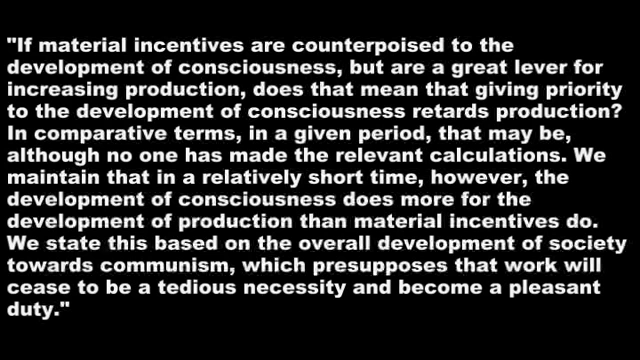 "If material incentives are counterpoised to the
development of consciousness, but are a great lever for
increasing production, does that mean that giving priority
to the development of consciousness retards production?
In comparative terms, in a given period, that may be,
although no one has made the relevant calculations. We
maintain that in a relatively short time, however, the
development of consciousness does more for the
development of production than material incentives do.
We state this based on the overall development of society
towards communism, which presupposes that work will
cease to be a tedious necessity and become a pleasant
duty."